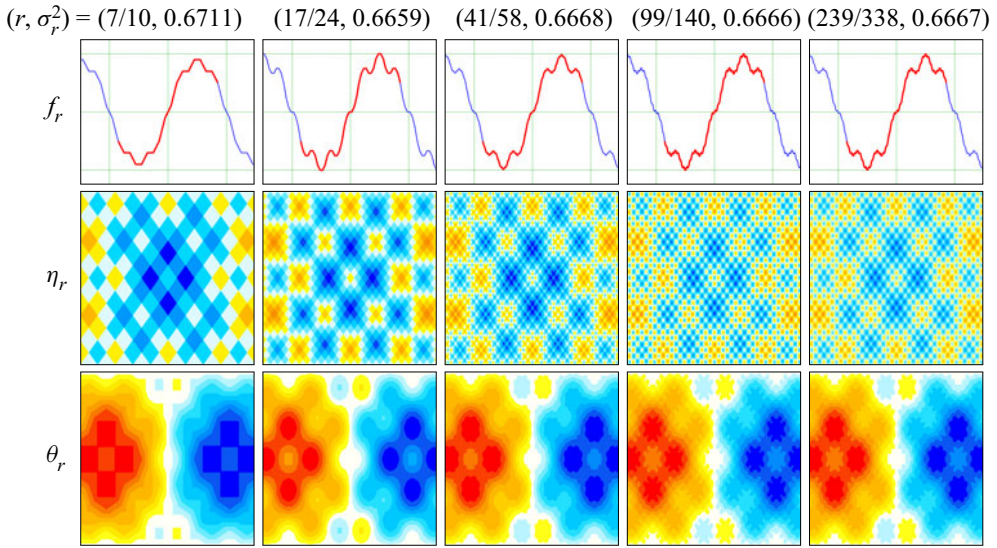 (r, σ_r^2) = (7/10, 0.6711) (17/24, 0.6659) (41/58, 0.6668) (99/140, 0.6666) (239/338, 0.6667)
f_r
η_r
θ_r